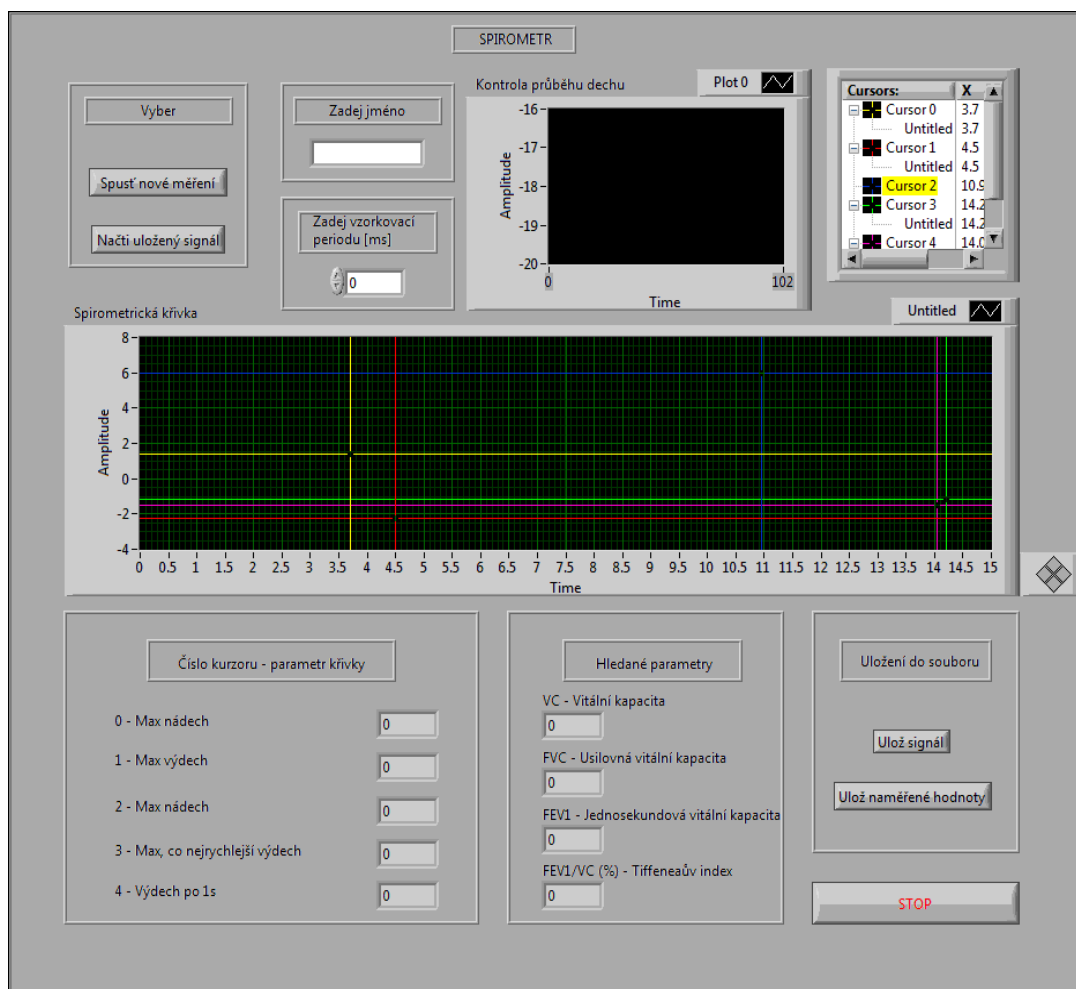 SPIROMETR
Vyber
Spusť nové měření
Načti uložený signál
Zadej jméno
Zadej vzorkovací
periodu [ms]
0
Kontrola průběhu dechu
Plot 0
-16
-17
-18
-19
-20
Amplitude
0
102
Time
Cursors: X
Cursor 0 3.7
Untitled 3.7
Cursor 1 4.5
Untitled 4.5
Cursor 2 10.9
Cursor 3 14.2
Untitled 14.2
Cursor 4 14.0
Spirometrická křivka
Untitled
8
6
4
2
0
-2
-4
Amplitude
0 0.5 1 1.5 2 2.5 3 3.5 4 4.5 5 5.5 6 6.5 7 7.5 8 8.5 9 9.5 10 10.5 11 11.5 12 12.5 13 13.5 14 14.5 15
Time
Číslo kurzoru - parametr křivky
0 - Max nádech 0
1 - Max výdech 0
2 - Max nádech 0
3 - Max, co nejrychlejší výdech 0
4 - Výdech po 1s 0
Hledané parametry
VC - Vitální kapacita
0
FVC - Usilovná vitální kapacita
0
FEV1 - Jednosekundová vitální kapacita
0
FEV1/VC (%) - Tiffeneaův index
0
Uložení do souboru
Ulož signál
Ulož naměřené hodnoty
STOP